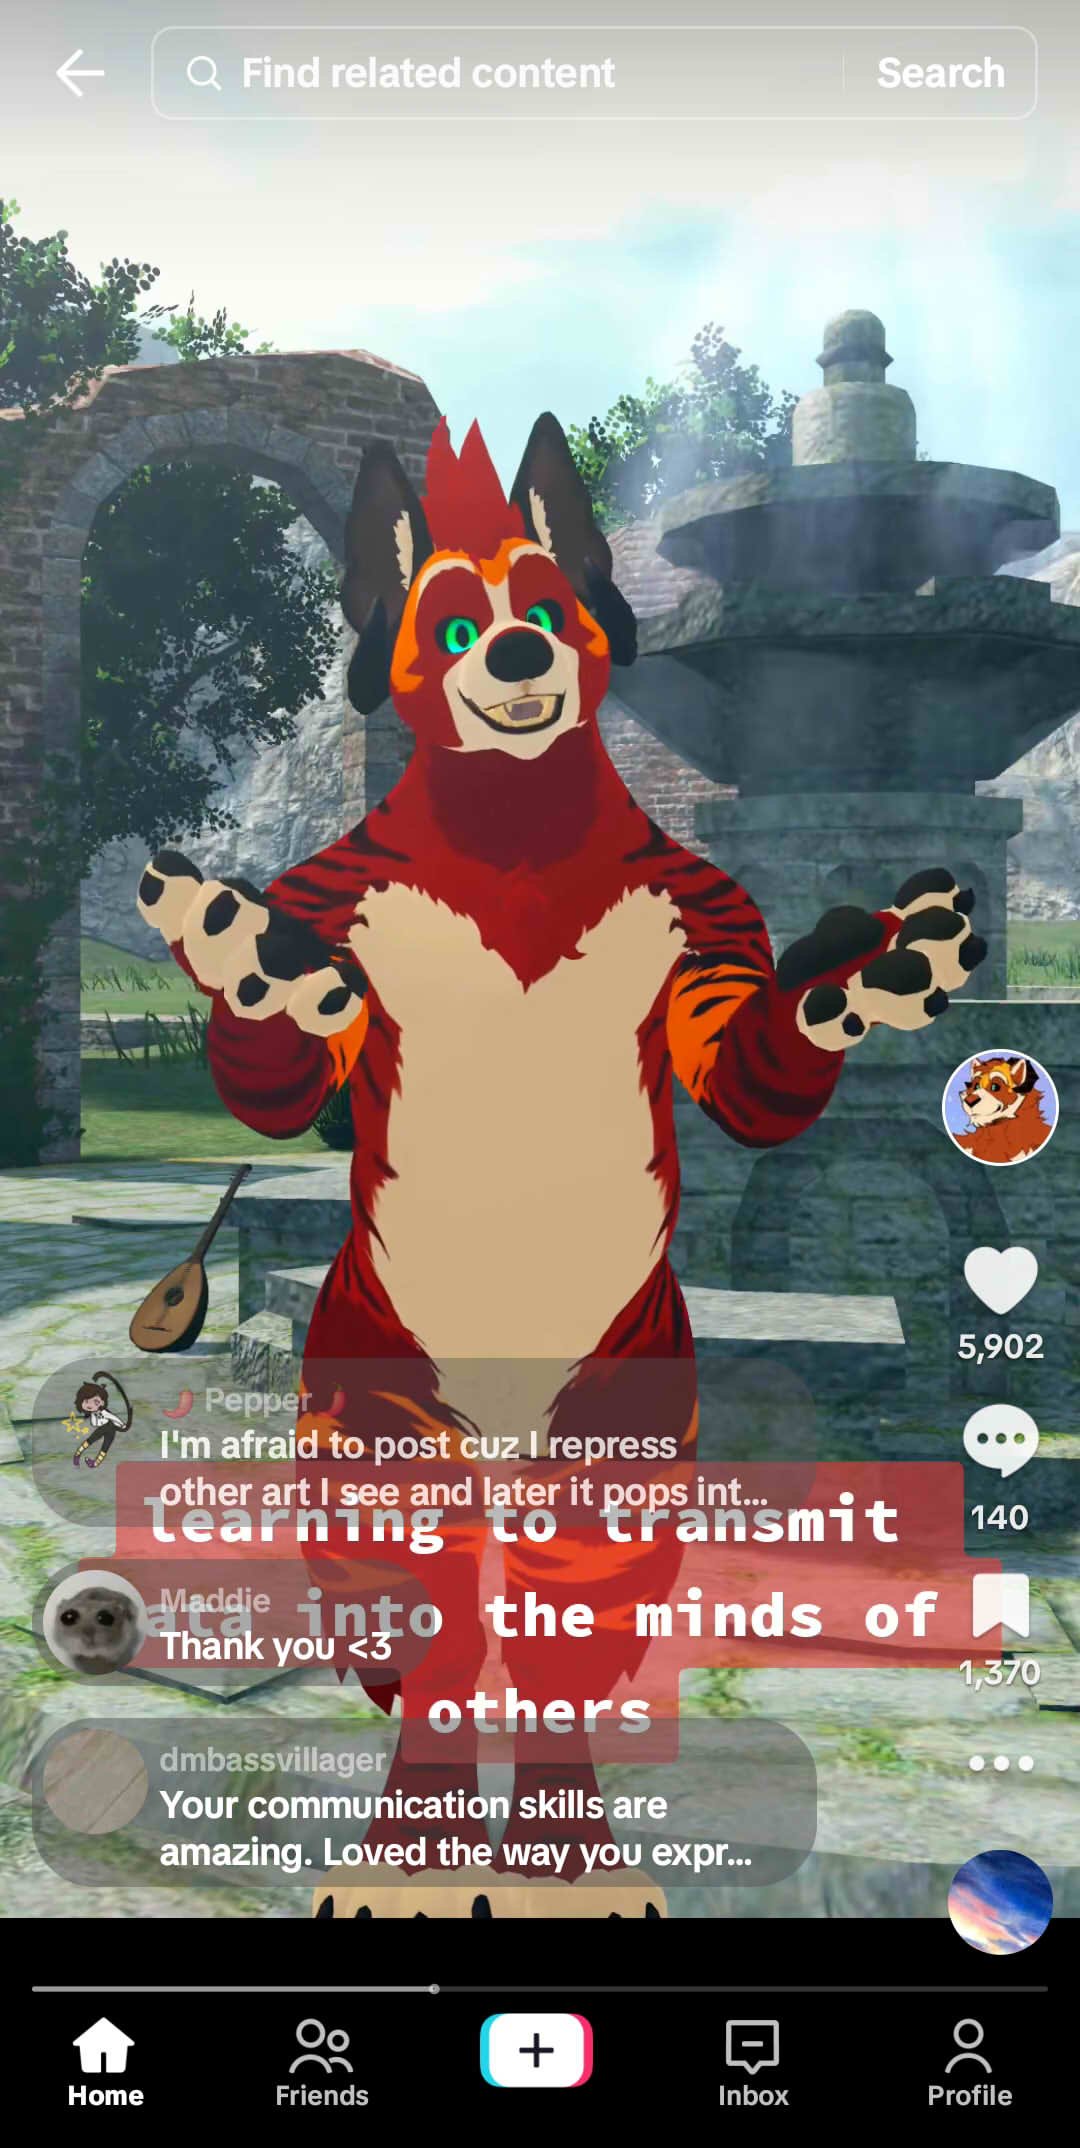 Find related content
Search
5,902
🌶️ Pepper 🌶️
I'm afraid to post cuz I repress
other art I see and later it pops int...
learning to transmit
140
Maddie
data into the minds of
Thank you <3
1,370
others
dmbassvillager
Your communication skills are
amazing. Loved the way you expr...
Home
Friends
Inbox
Profile